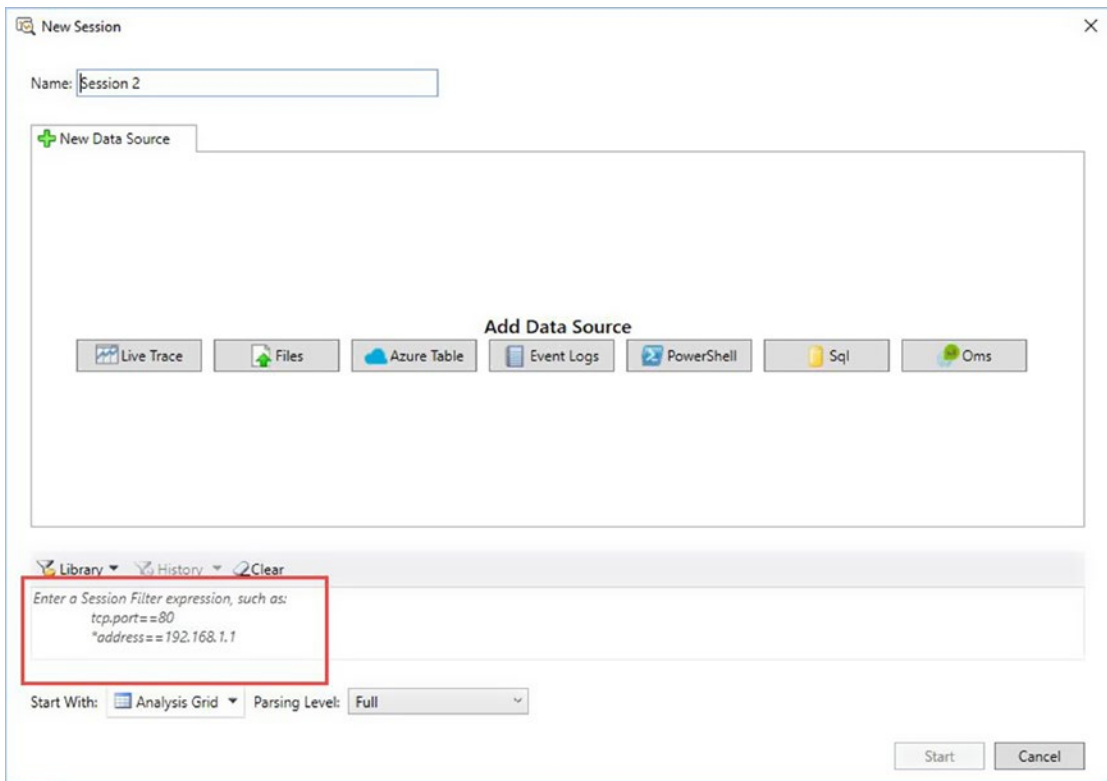 New Session
Name: Session 2
New Data Source
Add Data Source
Live Trace Files Azure Table Event Logs PowerShell Sql Oms
Library History Clear
Enter a Session Filter expression, such as:
tcp.port==80
*address==192.168.1.1
Start With: Analysis Grid Parsing Level: Full
Start Cancel